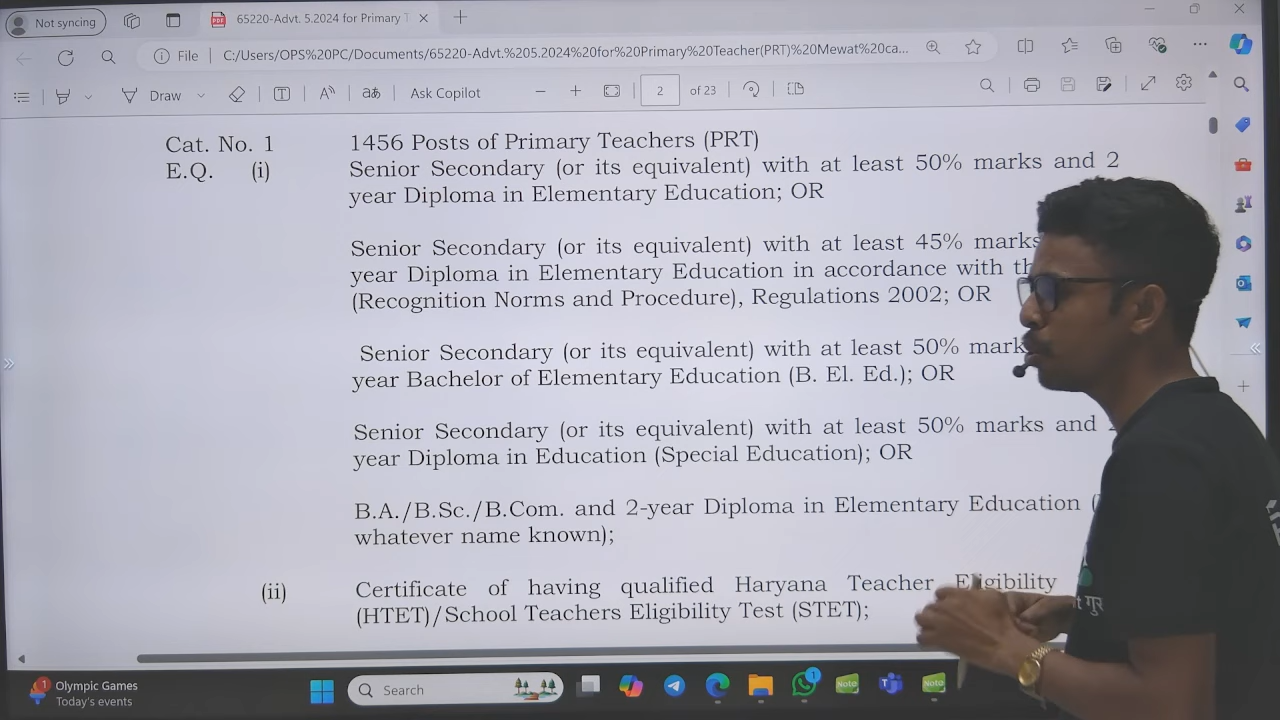 Not syncing
65220-Advt. 5.2024 for Primary T
File
C:/Users/OPS%20PC/Documents/65220-Advt.%205.2024%20for%20Primary%20Teacher(PRT)%20Mewat%20ca...
Draw
Ask Copilot
2
of 23
Cat. No. 1 1456 Posts of Primary Teachers (PRT)
E.Q. (i) Senior Secondary (or its equivalent) with at least 50% marks and 2
year Diploma in Elementary Education; OR
Senior Secondary (or its equivalent) with at least 45% marks
year Diploma in Elementary Education in accordance with
(Recognition Norms and Procedure), Regulations 2002; OR
Senior Secondary (or its equivalent) with at least 50%
year Bachelor of Elementary Education (B. El. Ed.); OR
Senior Secondary (or its equivalent) with at least 50% marks and
year Diploma in Education (Special Education); OR
B.A./B.Sc./B.Com. and 2-year Diploma in Elementary Education
whatever name known);
(ii) Certificate of having qualified Haryana Teacher Eligibility
(HTET)/School Teachers Eligibility Test (STET);
Olympic Games
Today's events
Search
1
1
Note
Note
गुरु